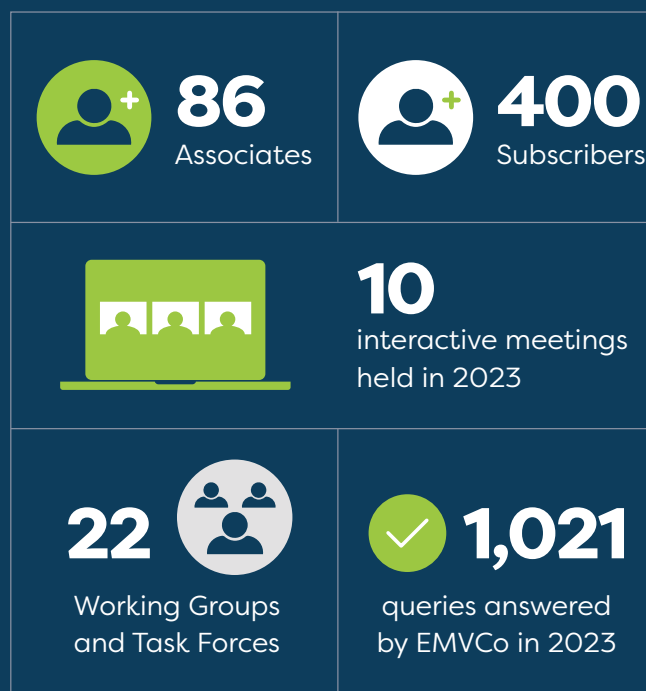 86
Associates
400
Subscribers
10
interactive meetings
held in 2023
22
Working Groups
and Task Forces
1,021
queries answered
by EMVCo in 2023